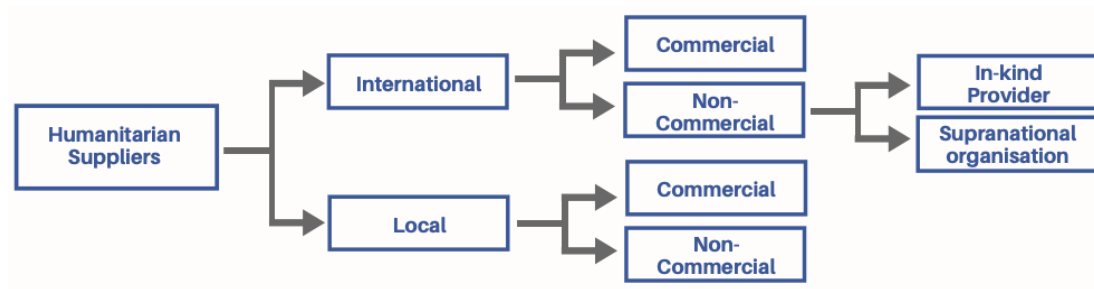 Humanitarian
Suppliers
International
Commercial
Non-
Commercial
In-kind
Provider
Supranational
organisation
Local
Commercial
Non-
Commercial